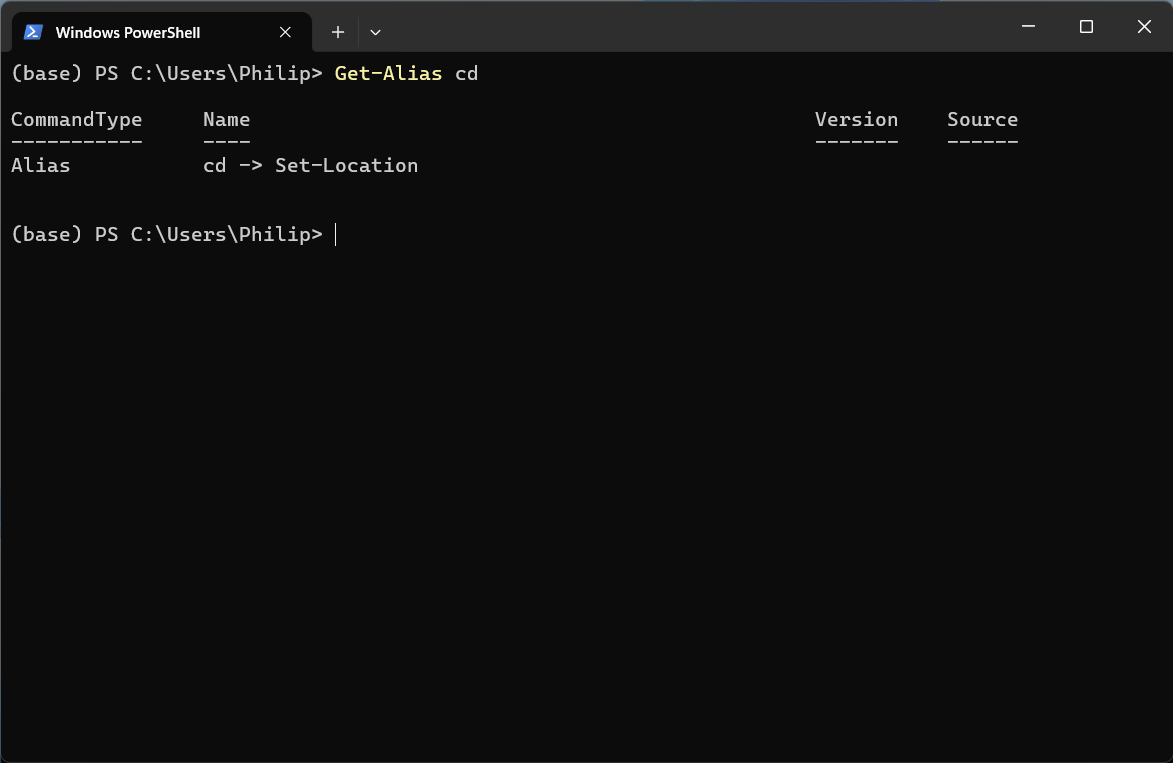 Windows PowerShell
(base) PS C:\Users\Philip> Get-Alias cd
CommandType Name Version Source
----------- ---- ------- ------
Alias cd -> Set-Location
(base) PS C:\Users\Philip>